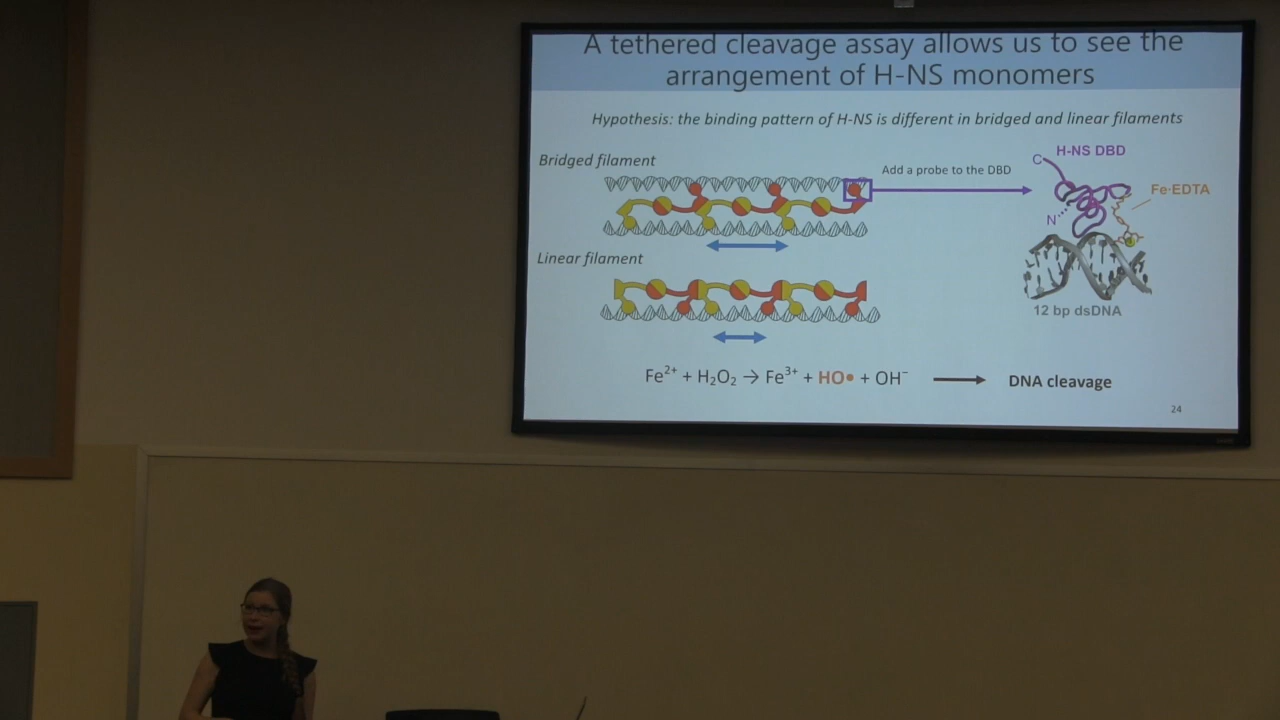 A tethered cleavage assay allows us to see the
arrangement of H-NS monomers
Hypothesis: the binding pattern of H-NS is different in bridged and linear filaments
Bridged filament
Add a probe to the DBD
C
H-NS DBD
Fe·EDTA
N
Linear filament
12 bp dsDNA
Fe²⁺ + H₂O₂ → Fe³⁺ + HO• + OH⁻
DNA cleavage
24